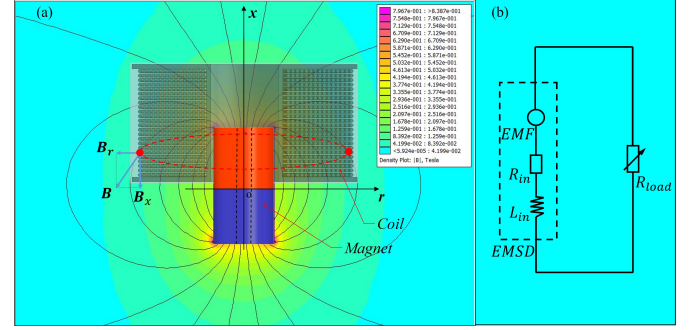 (a)
x
7.967e-001 : >8.387e-001
7.548e-001 : 7.967e-001
7.129e-001 : 7.548e-001
6.709e-001 : 7.129e-001
6.290e-001 : 6.709e-001
5.871e-001 : 6.290e-001
5.452e-001 : 5.871e-001
5.032e-001 : 5.452e-001
4.613e-001 : 5.032e-001
4.194e-001 : 4.613e-001
3.774e-001 : 4.194e-001
3.355e-001 : 3.774e-001
2.936e-001 : 3.355e-001
2.516e-001 : 2.936e-001
2.097e-001 : 2.516e-001
1.678e-001 : 2.097e-001
1.259e-001 : 1.678e-001
8.392e-002 : 1.259e-001
4.199e-002 : 8.392e-002
<5.924e-005 : 4.199e-002
Density Plot: |B|, Tesla
B_r
B
B_x
o
r
Coil
Magnet
(b)
EMF
R_in
L_in
EMSD
R_load